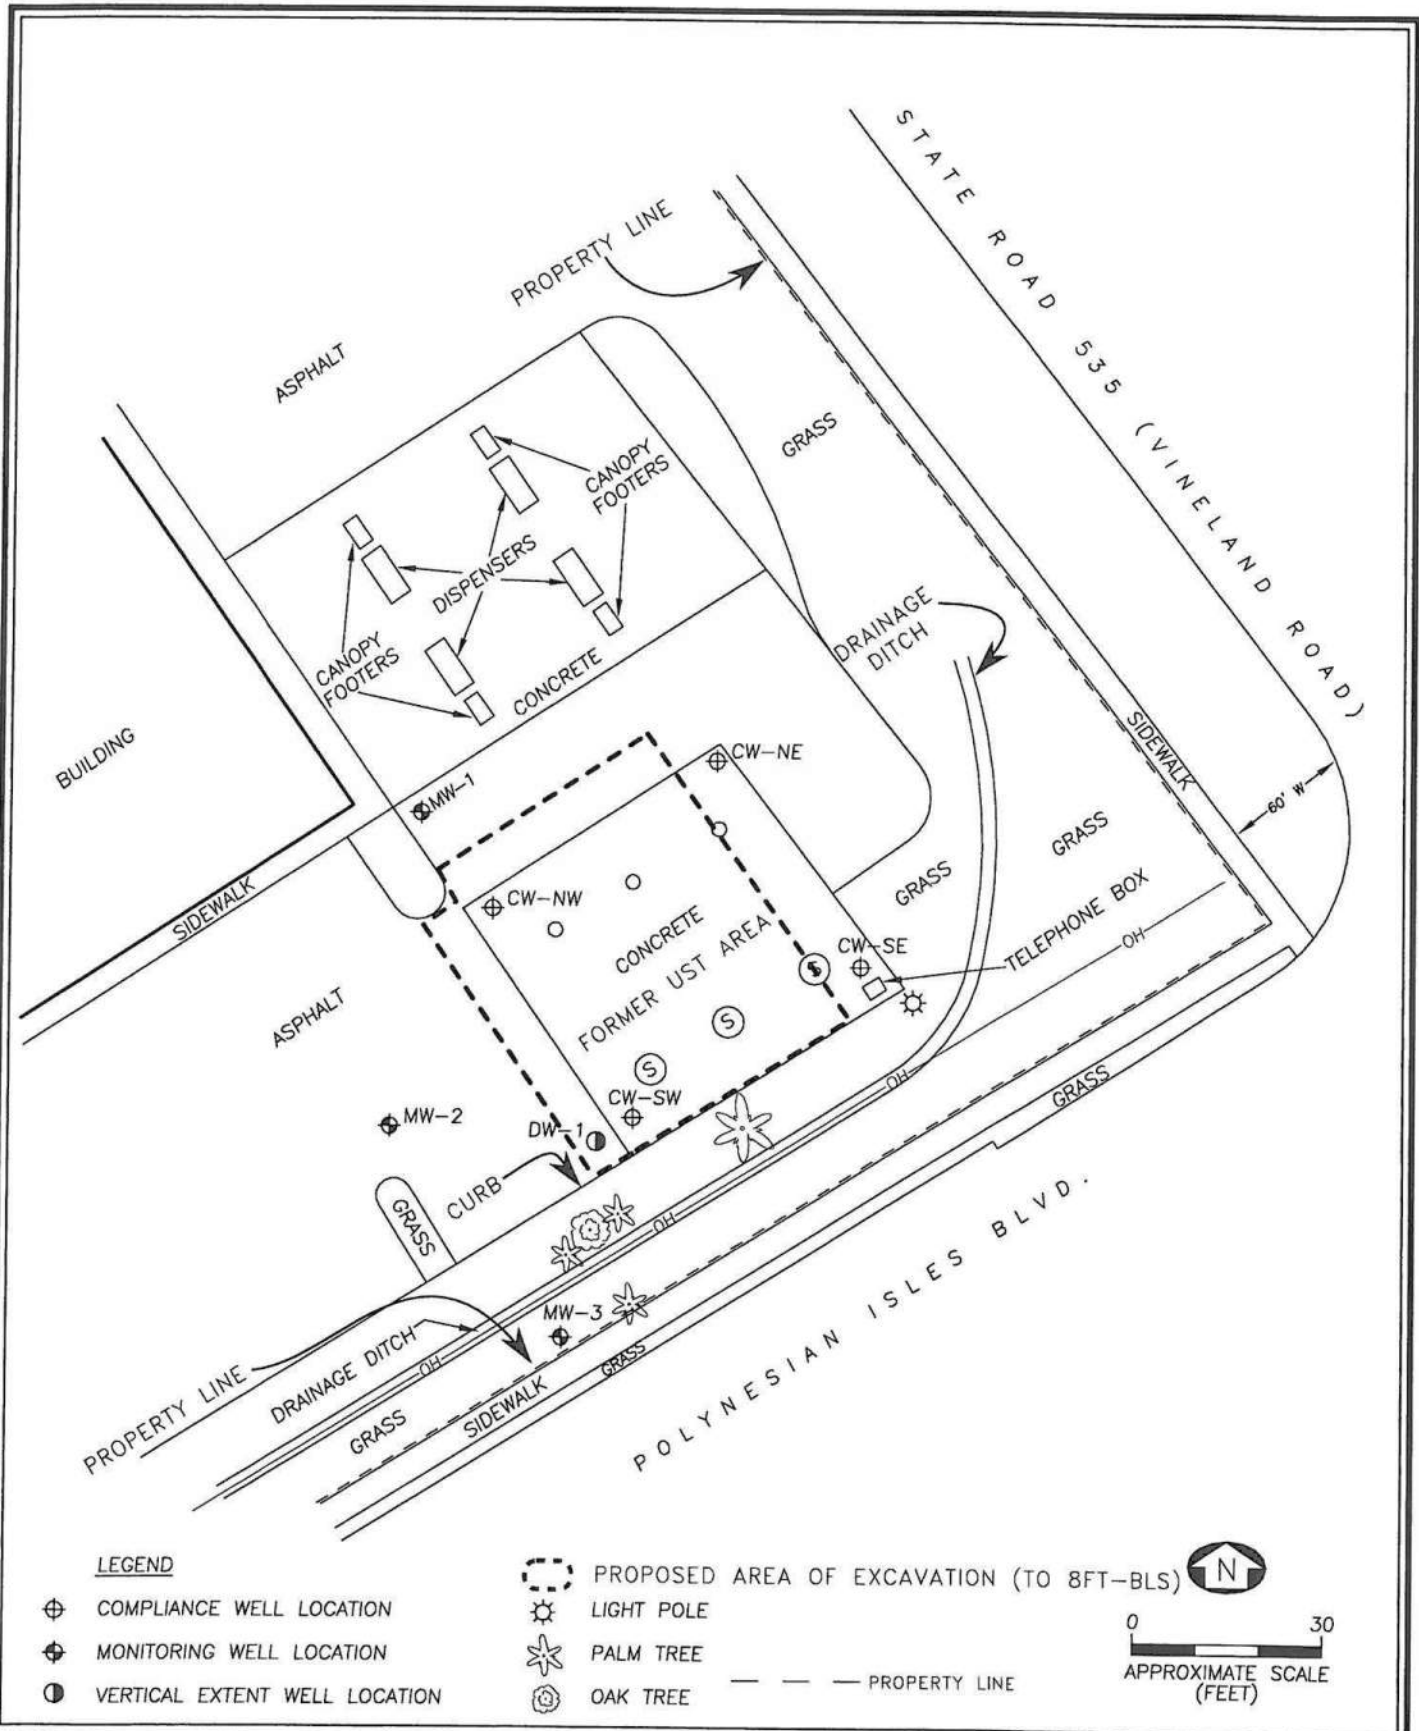 STATE ROAD 535 (VINELAND ROAD)
PROPERTY LINE
ASPHALT
GRASS
CANOPY
FOOTERS
DISPENSERS
DRAINAGE
DITCH
CANOPY
FOOTERS
CONCRETE
BUILDING
SIDEWALK
CW-NE
MW-1
60' W
GRASS
GRASS
SIDEWALK
CW-NW
CONCRETE
FORMER UST AREA
TELEPHONE BOX
CW-SE
OH
S
ASPHALT
S
S
OH
GRASS
CW-SW
MW-2
DW-1
CURB
GRASS
OH
POLYNESIAN ISLES BLVD.
MW-3
DRAINAGE DITCH
OH
GRASS
PROPERTY LINE
SIDEWALK
GRASS
LEGEND
COMPLIANCE WELL LOCATION
MONITORING WELL LOCATION
VERTICAL EXTENT WELL LOCATION
PROPOSED AREA OF EXCAVATION (TO 8FT-BLS)
LIGHT POLE
PALM TREE
OAK TREE
PROPERTY LINE
N
0 30
APPROXIMATE SCALE
(FEET)